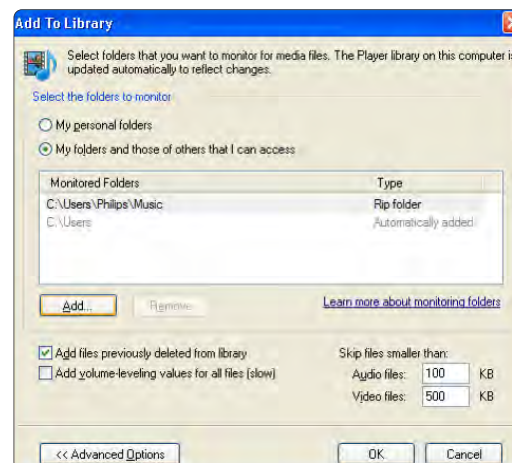 Add To Library
Select folders that you want to monitor for media files. The Player library on this computer is
updated automatically to reflect changes.
Select the folders to monitor
My personal folders
My folders and those of others that I can access
Monitored Folders Type
C:\Users\Philips\Music Rip folder
C:\Users Automatically added
Add... Remove Learn more about monitoring folders
Add files previously deleted from library Skip files smaller than:
Add volume-leveling values for all files (slow) Audio files: 100 KB
Video files: 500 KB
<< Advanced Options OK Cancel